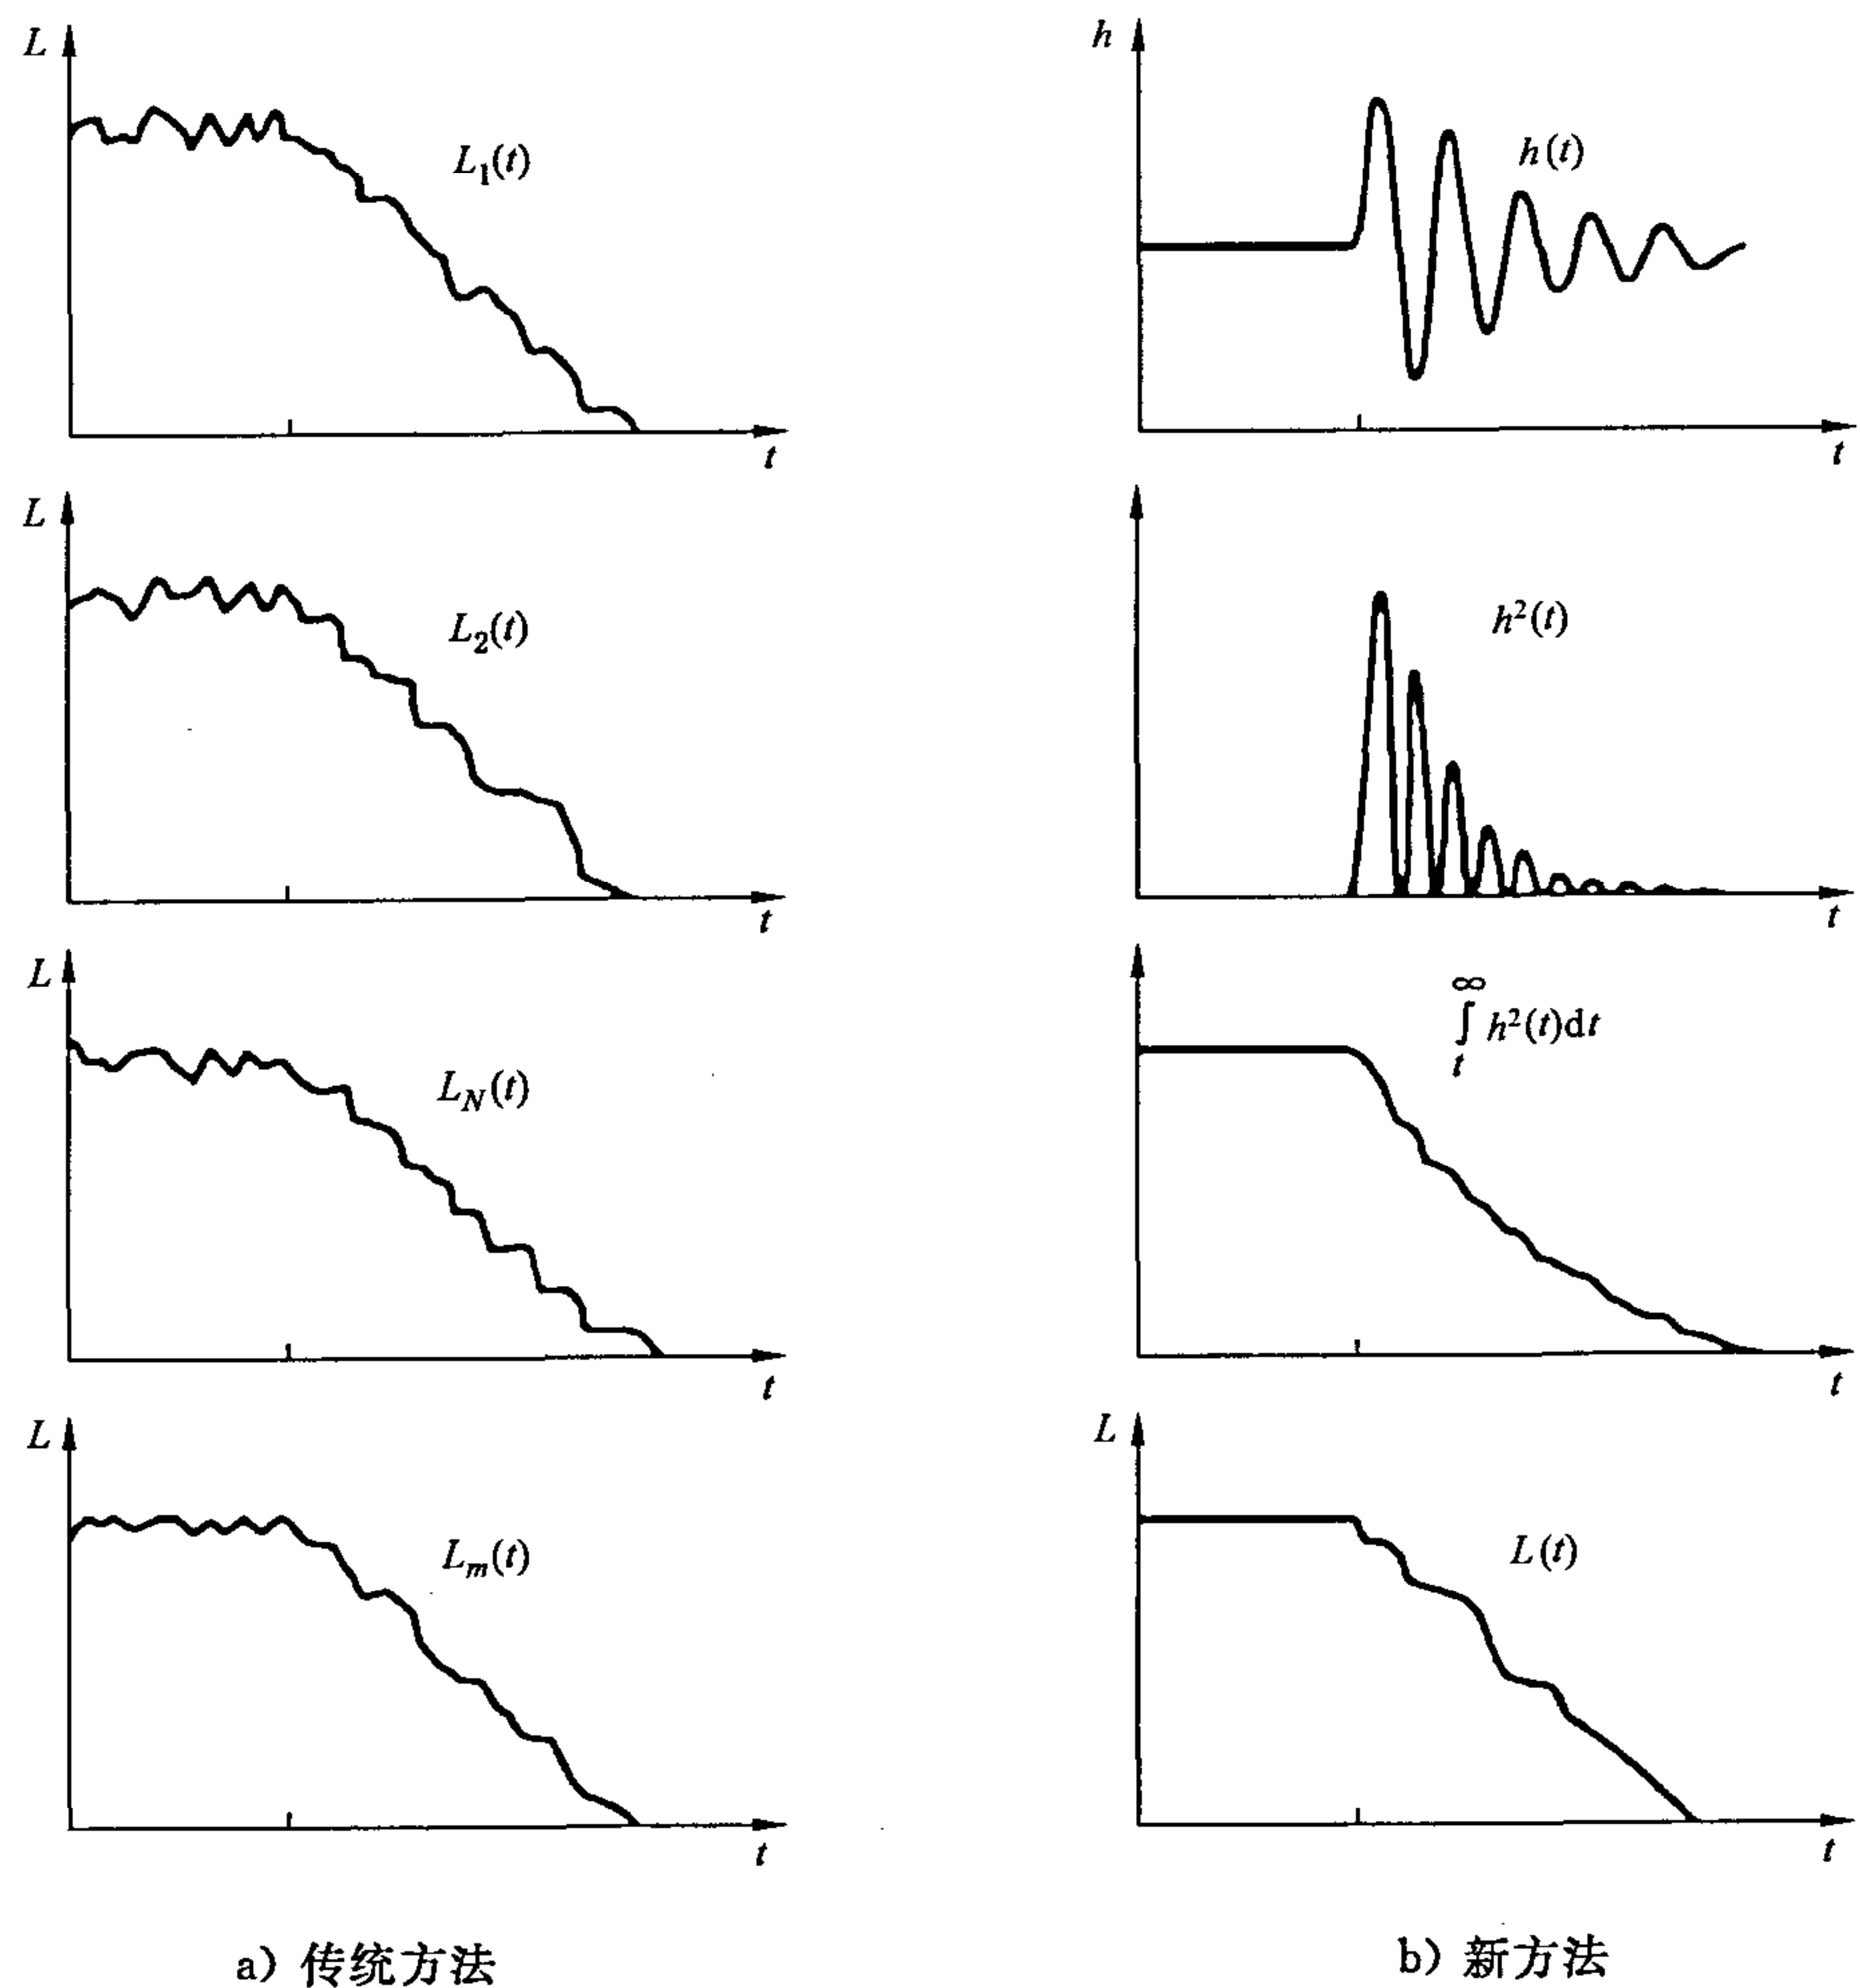 L
L₁(t)
t
L
L₂(t)
t
L
L_N(t)
t
L
L_m(t)
t
a) 传统方法
h
h(t)
t
h²(t)
t
∞
∫ h²(t)dt
t
t
L
L(t)
t
b) 新方法